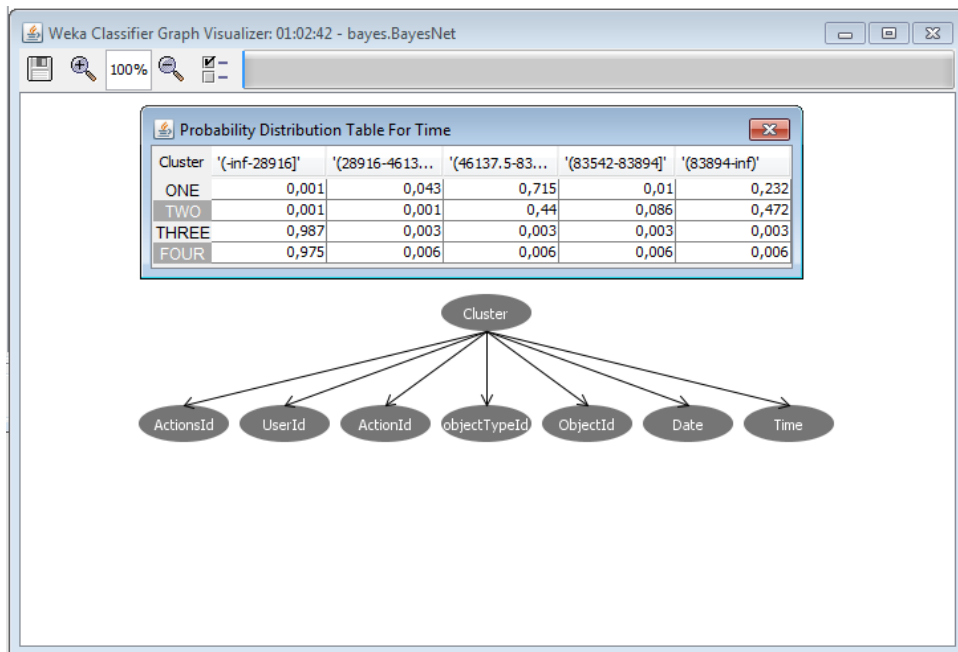 Weka Classifier Graph Visualizer: 01:02:42 - bayes.BayesNet
100%
Probability Distribution Table For Time
Cluster '(-inf-28916]' '(28916-4613... '(46137.5-83... '(83542-83894]' '(83894-inf)'
ONE 0,001 0,043 0,715 0,01 0,232
TWO 0,001 0,001 0,44 0,086 0,472
THREE 0,987 0,003 0,003 0,003 0,003
FOUR 0,975 0,006 0,006 0,006 0,006
Cluster
ActionsId UserId ActionId objectTypeId ObjectId Date Time